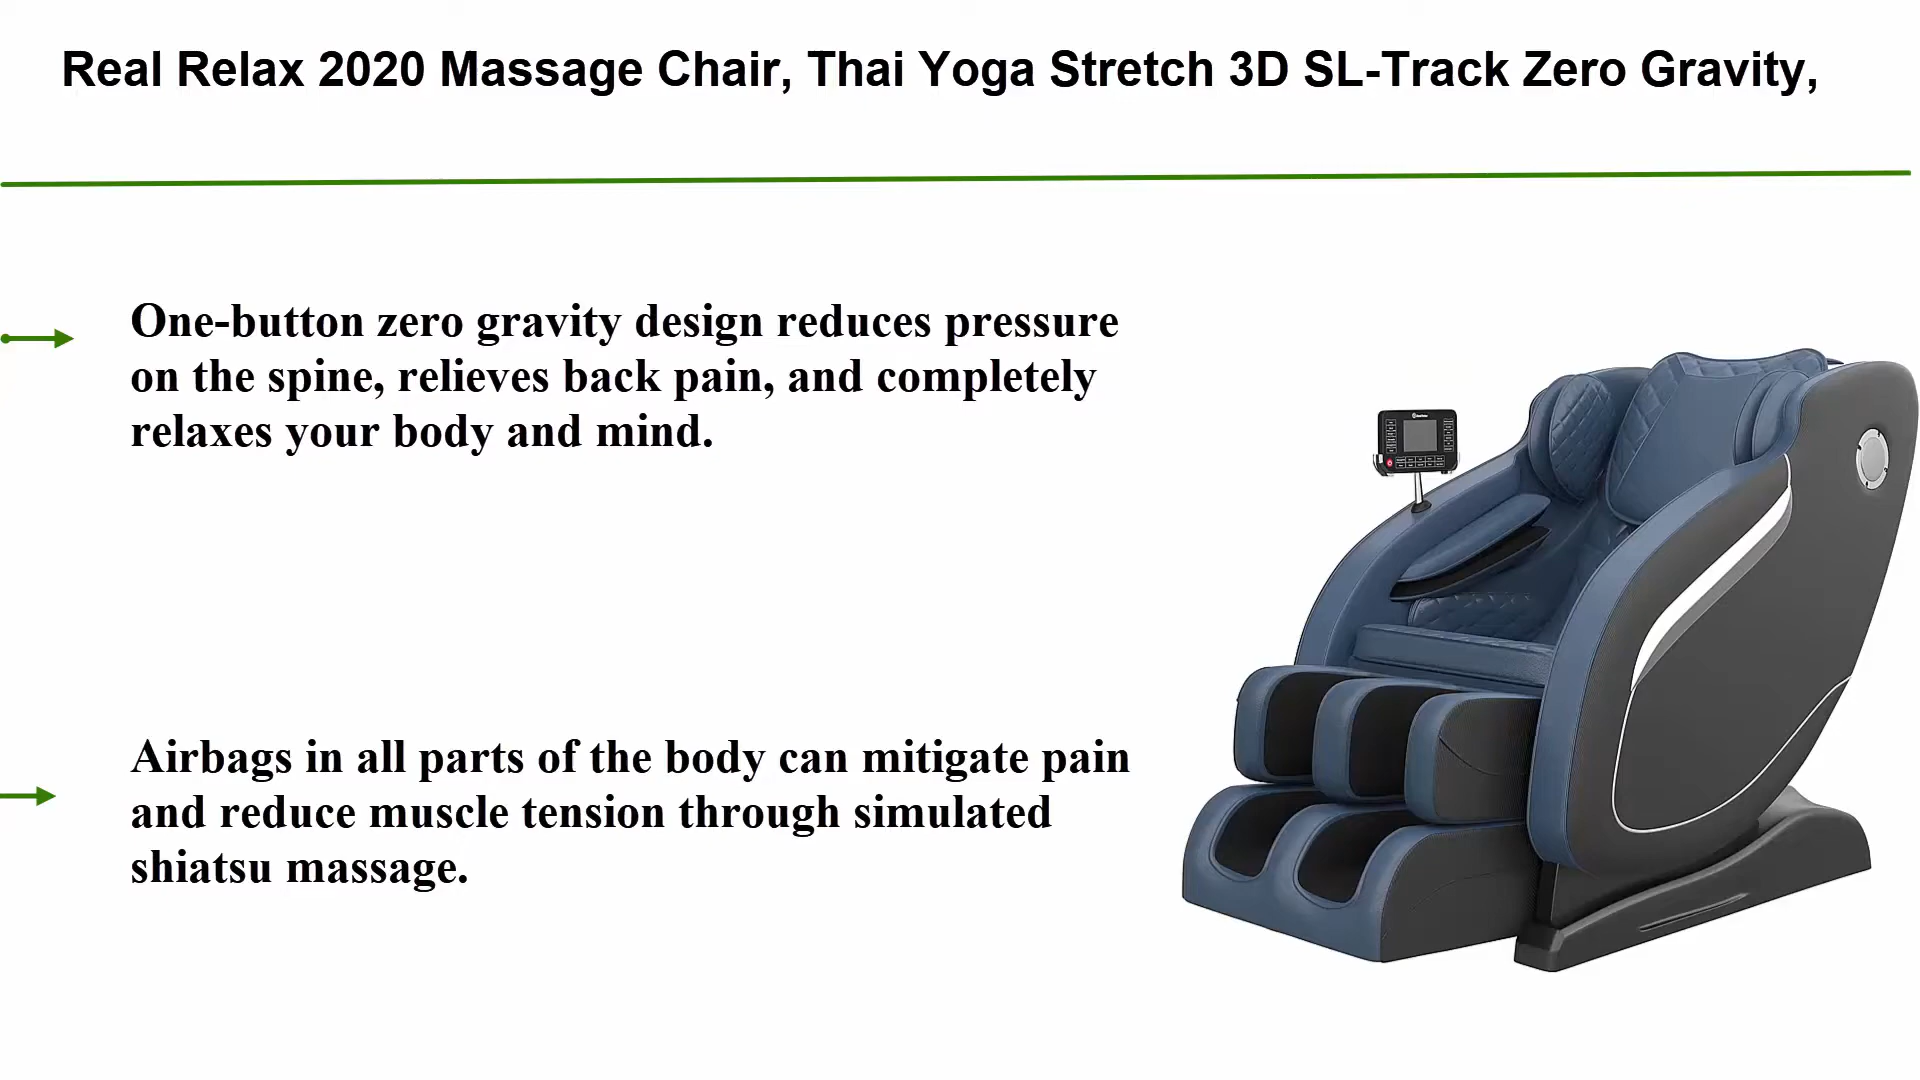 Real Relax 2020 Massage Chair, Thai Yoga Stretch 3D SL-Track Zero Gravity,
One-button zero gravity design reduces pressure
on the spine, relieves back pain, and completely
relaxes your body and mind.
Airbags in all parts of the body can mitigate pain
and reduce muscle tension through simulated
shiatsu massage.